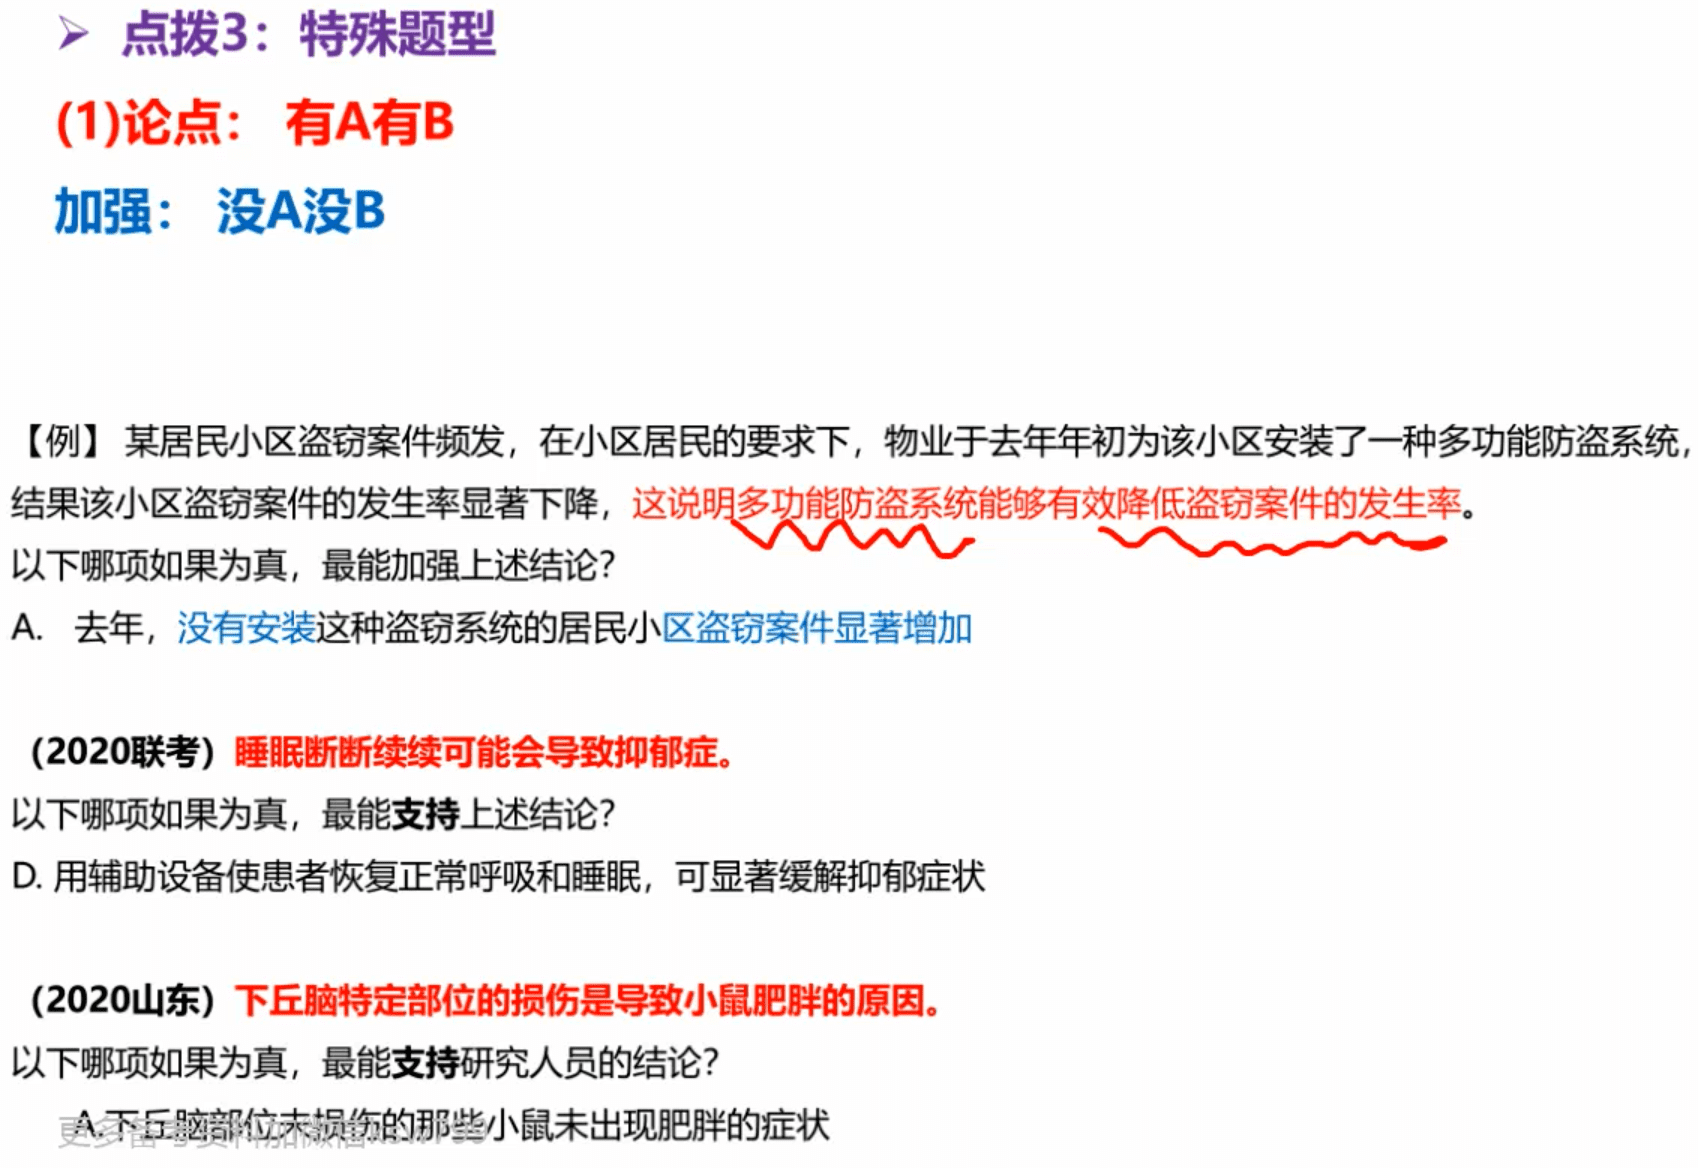 ➢ 点拨3：特殊题型
(1)论点： 有A有B
加强： 没A没B
【例】某居民小区盗窃案件频发，在小区居民的要求下，物业于去年年初为该小区安装了一种多功能防盗系统，
结果该小区盗窃案件的发生率显著下降，这说明多功能防盗系统能够有效降低盗窃案件的发生率。
以下哪项如果为真，最能加强上述结论？
A. 去年，没有安装这种盗窃系统的居民小区盗窃案件显著增加
（2020联考）睡眠断断续续可能会导致抑郁症。
以下哪项如果为真，最能支持上述结论？
D. 用辅助设备使患者恢复正常呼吸和睡眠，可显著缓解抑郁症状
（2020山东）下丘脑特定部位的损伤是导致小鼠肥胖的原因。
以下哪项如果为真，最能支持研究人员的结论？
A.下丘脑部位未损伤的那些小鼠未出现肥胖的症状
更多备考资料加微信